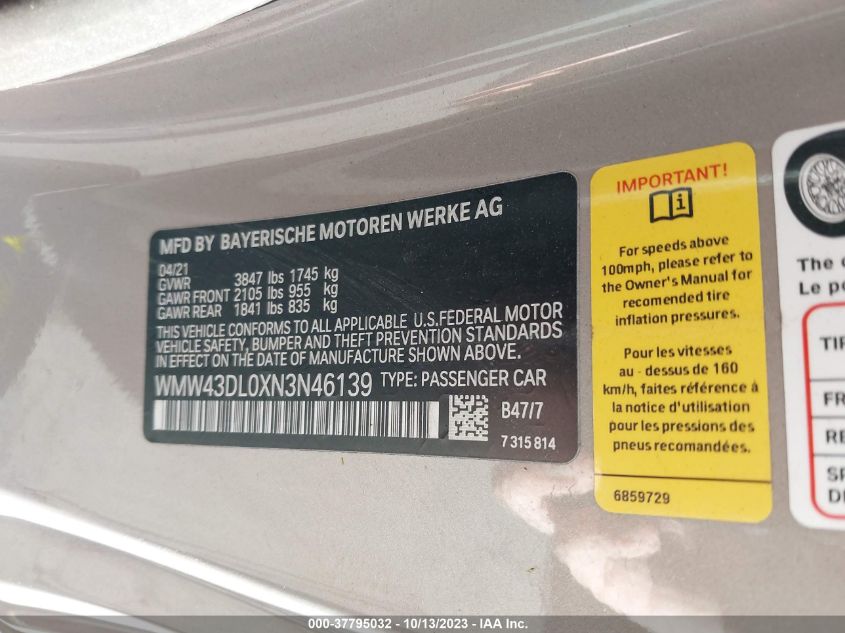 MFD BY BAYERISCHE MOTOREN WERKE AG
04/21
GVWR 3847 lbs 1745 kg
GAWR FRONT 2105 lbs 955 kg
GAWR REAR 1841 lbs 835 kg
THIS VEHICLE CONFORMS TO ALL APPLICABLE U.S.FEDERAL MOTOR
VEHICLE SAFETY, BUMPER AND THEFT PREVENTION STANDARDS
IN EFFECT ON THE DATE OF MANUFACTURE SHOWN ABOVE.
WMW43DL0XN3N46139 TYPE: PASSENGER CAR
B47/7
7 315 814
IMPORTANT!
i
For speeds above
100mph, please refer to
the Owner's Manual for
recomended tire
inflation pressures.
Pour les vitesses
au - dessus de 160
km/h, faites référence à
la notice d'utilisation
pour les pressions des
pneus recomandées.
6859729
The
Le po
TIR
FR
RE
SP
DE
000-37795032 - 10/13/2023 - IAA Inc.